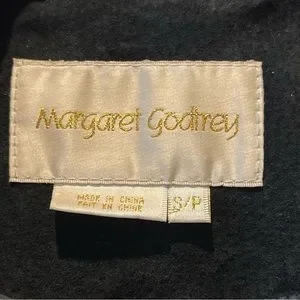 Margaret Godfrey
MADE IN CHINA
FAIT EN CHINE
S/P